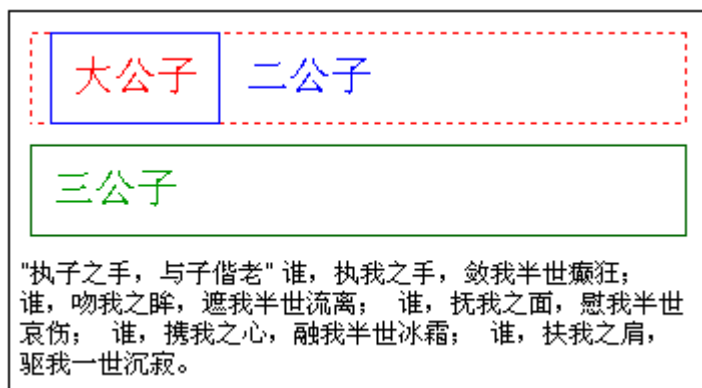 大公子 二公子
三公子
"执子之手，与子偕老" 谁，执我之手，敛我半世癫狂；
谁，吻我之眸，遮我半世流离； 谁，抚我之面，慰我半世
哀伤； 谁，携我之心，融我半世冰霜； 谁，扶我之肩，
驱我一世沉寂。